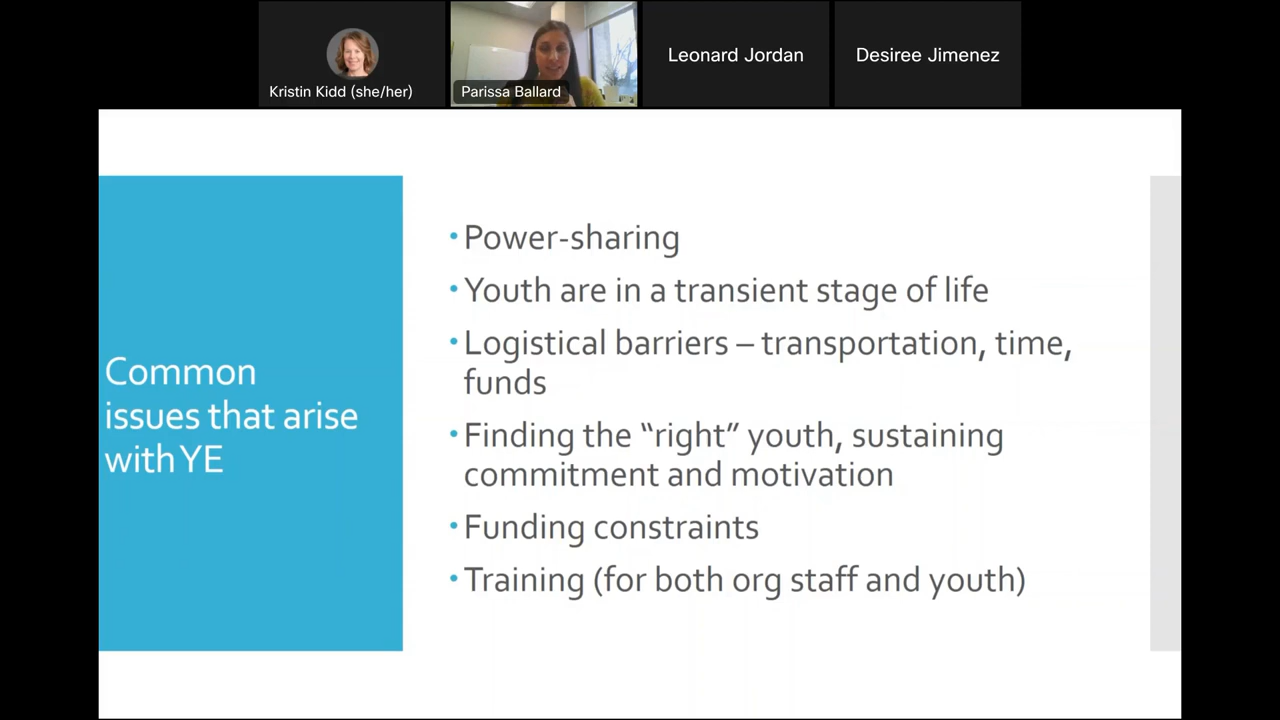 Kristin Kidd (she/her)
Parissa Ballard
Leonard Jordan
Desiree Jimenez
Common
issues that arise
with YE
• Power-sharing
• Youth are in a transient stage of life
• Logistical barriers – transportation, time,
funds
• Finding the “right” youth, sustaining
commitment and motivation
• Funding constraints
• Training (for both org staff and youth)